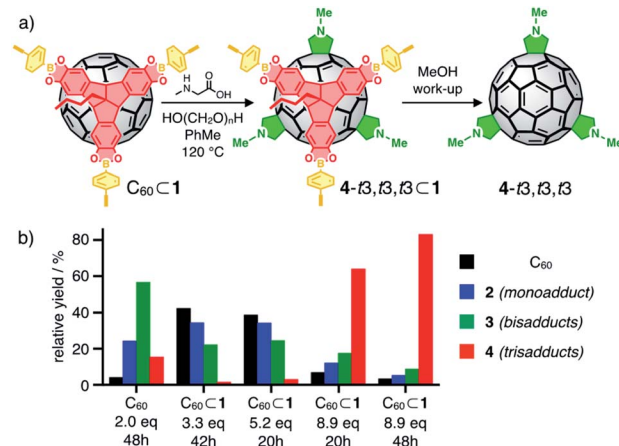 a)
Me
N
B
O
O
O
O
B
N
H
O
OH
HO(CH₂O)ₙH
PhMe
120 °C
O
O
B
C₆₀⊂1
Me
N
B
O
O
O
O
B
N
Me
N
Me
O
O
B
4-t3,t3,t3⊂1
MeOH
work-up
N
Me
N
Me
4-t3,t3,t3
b)
relative yield / %
80
60
40
20
0
C₆₀
2 (monoadduct)
3 (bisadducts)
4 (trisadducts)
C₆₀ C₆₀⊂1 C₆₀⊂1 C₆₀⊂1 C₆₀⊂1
2.0 eq 3.3 eq 5.2 eq 8.9 eq 8.9 eq
48h 42h 20h 20h 48h